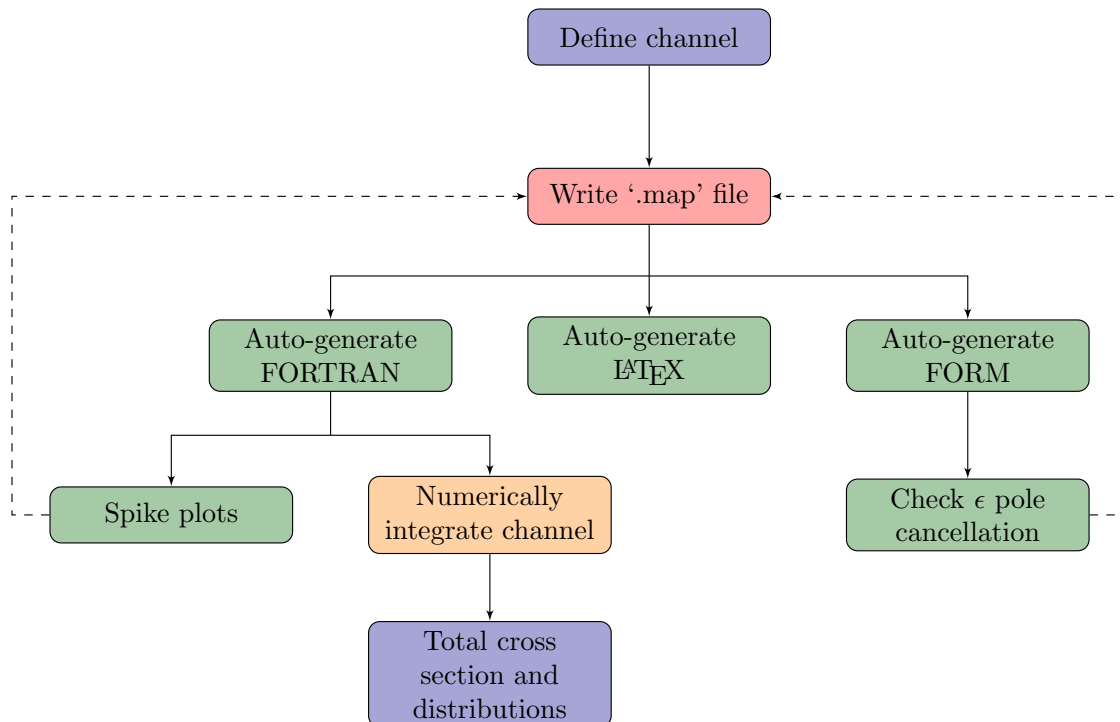 Define channel
Write ‘.map’ file
Auto-generate
FORTRAN
Auto-generate
LATEX
Auto-generate
FORM
Spike plots
Numerically
integrate channel
Check ϵ pole
cancellation
Total cross
section and
distributions